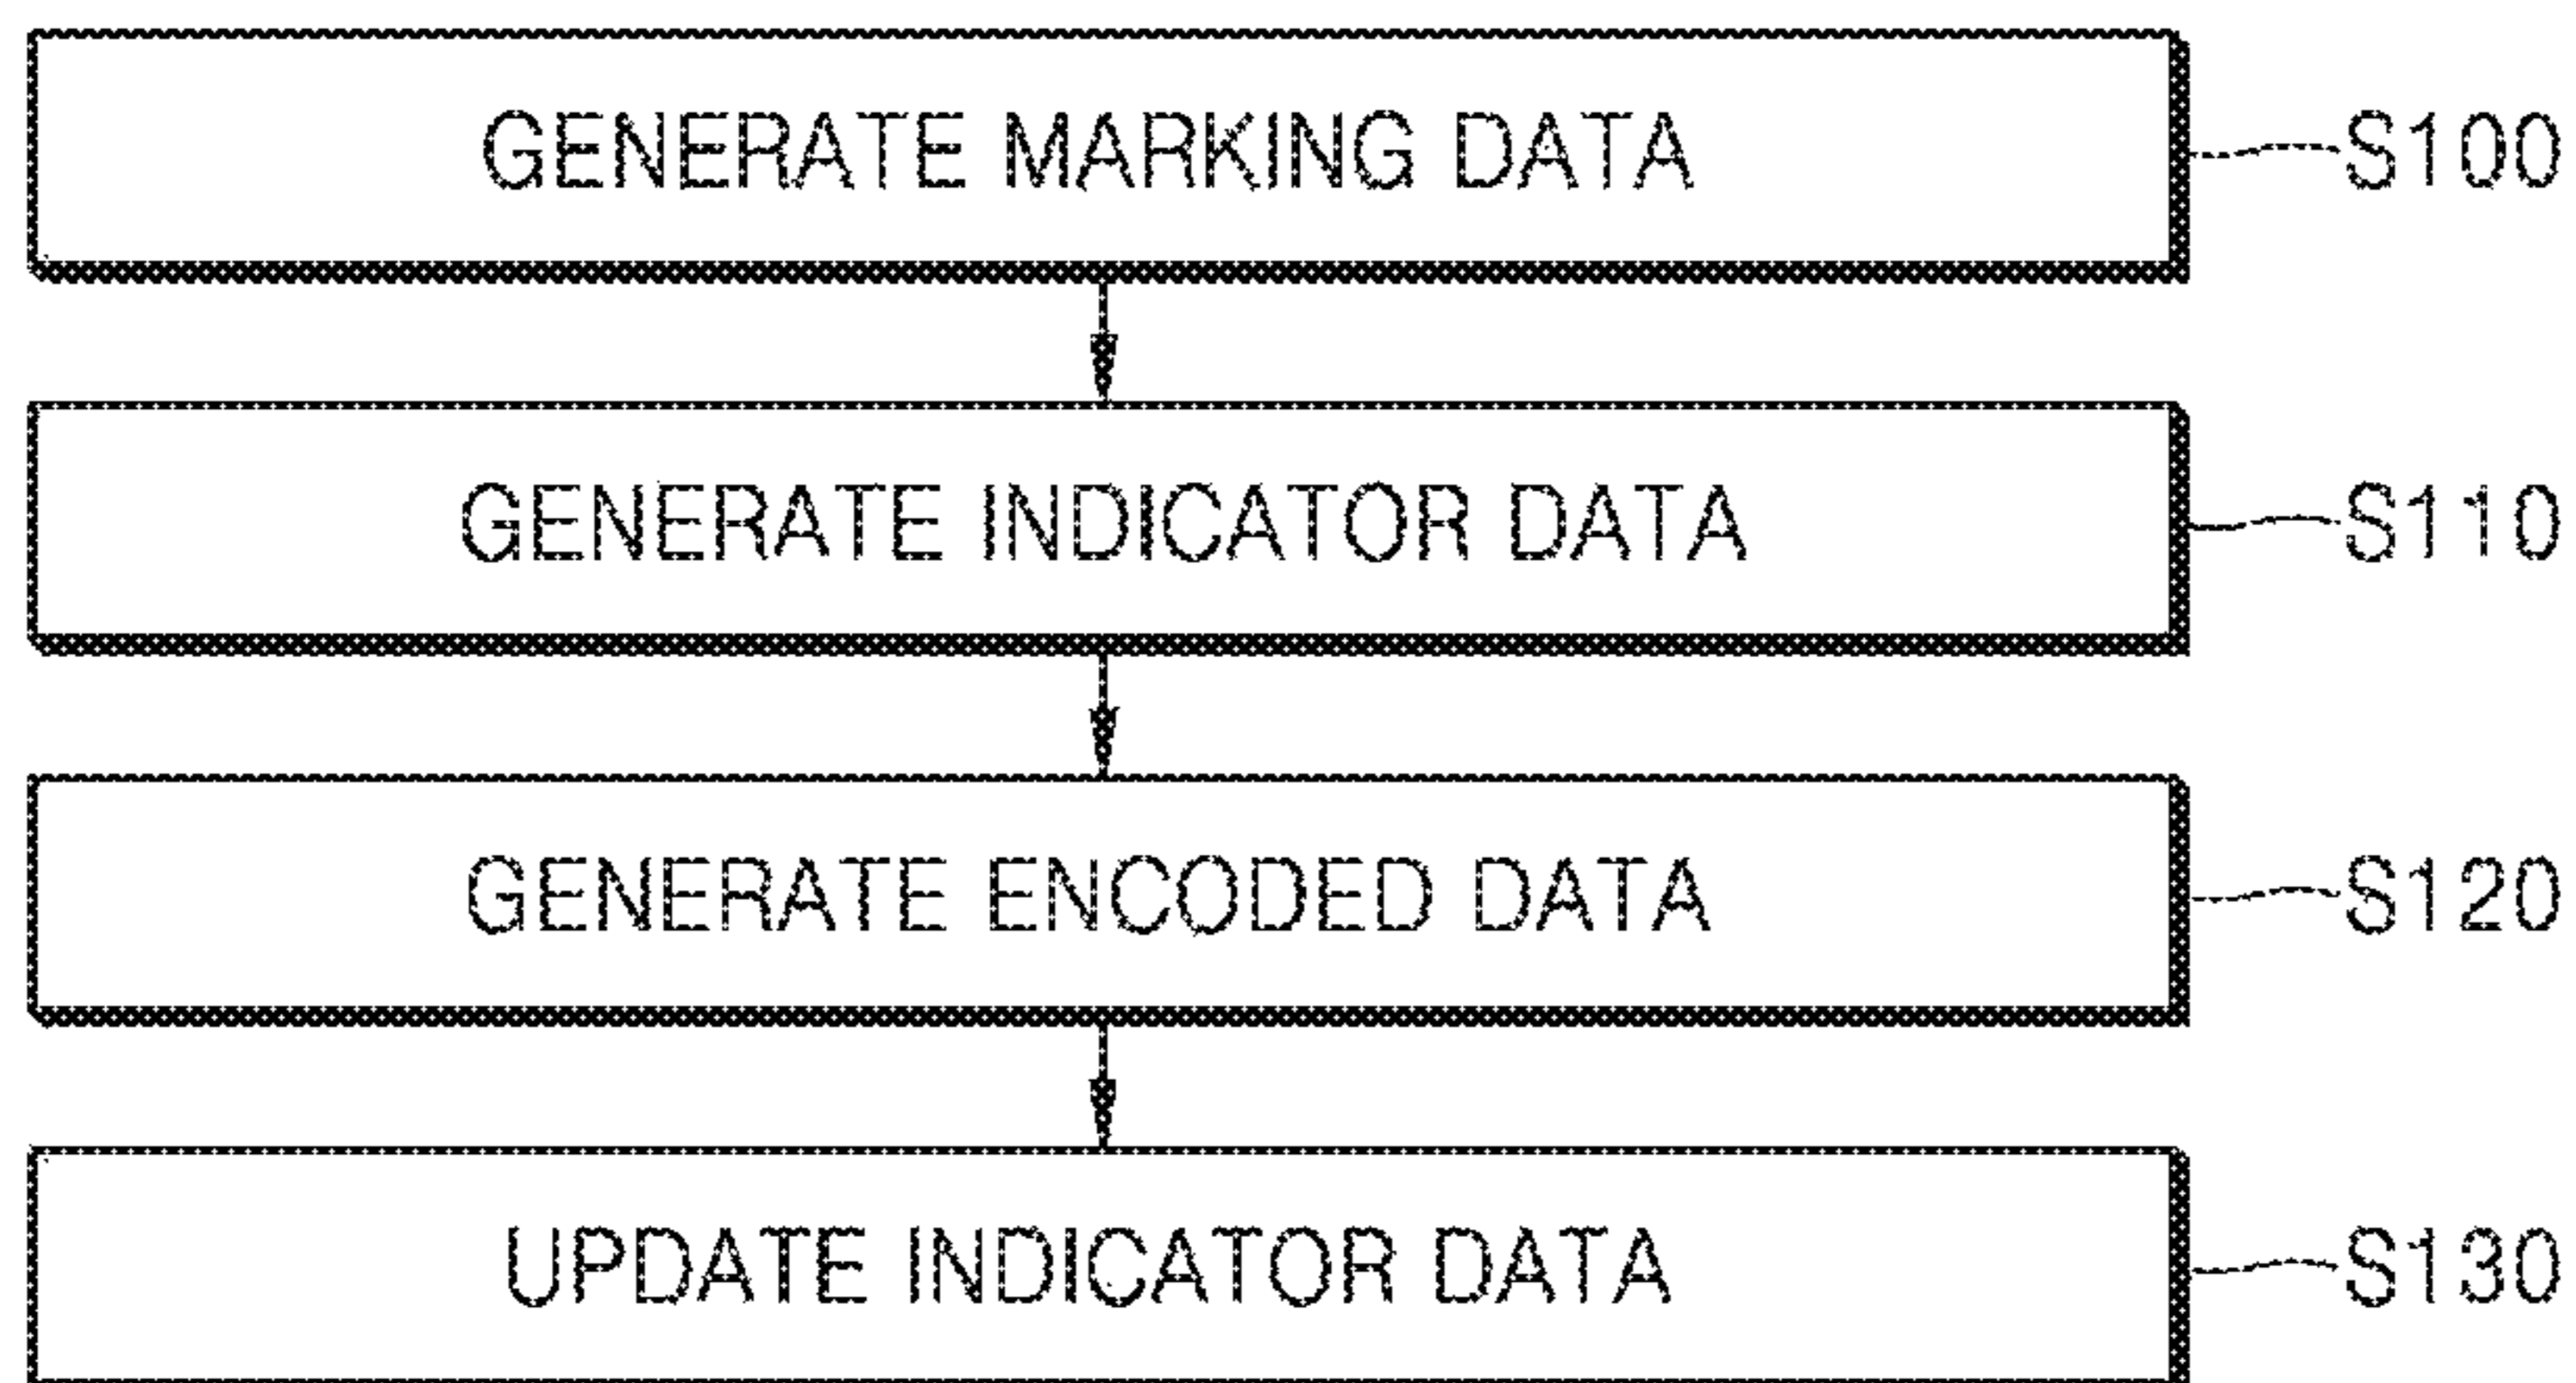 GENERATE MARKING DATA
S100
GENERATE INDICATOR DATA
S110
GENERATE ENCODED DATA
S120
UPDATE INDICATOR DATA
S130